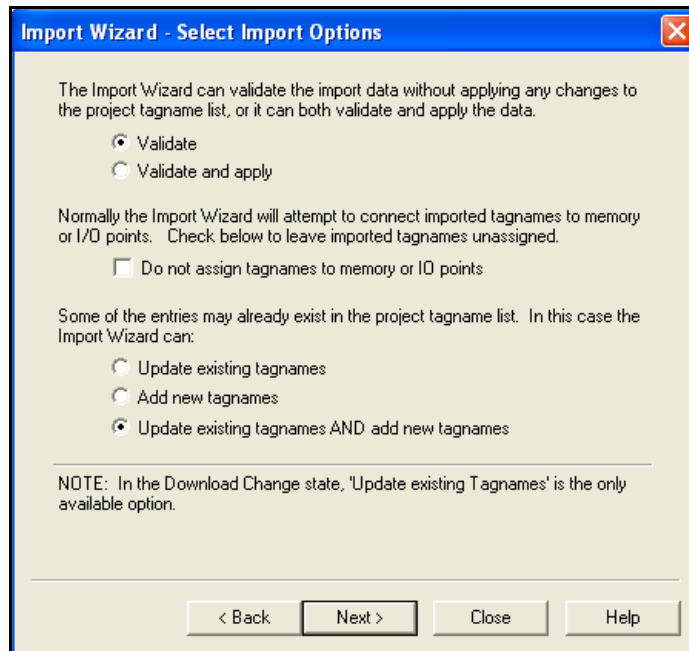 Import Wizard - Select Import Options
The Import Wizard can validate the import data without applying any changes to
the project tagname list, or it can both validate and apply the data.
Validate
Validate and apply
Normally the Import Wizard will attempt to connect imported tagnames to memory
or I/O points. Check below to leave imported tagnames unassigned.
Do not assign tagnames to memory or IO points
Some of the entries may already exist in the project tagname list. In this case the
Import Wizard can:
Update existing tagnames
Add new tagnames
Update existing tagnames AND add new tagnames
NOTE: In the Download Change state, 'Update existing Tagnames' is the only
available option.
< Back Next > Close Help